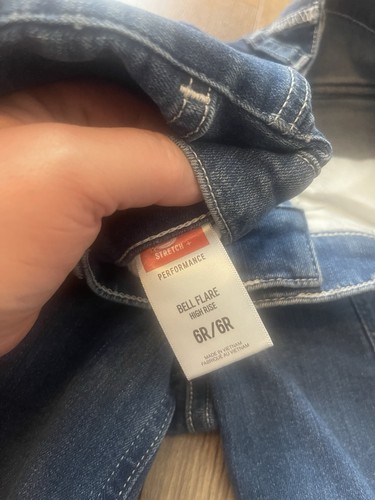 STRETCH +
PERFORMANCE
BELL FLARE
HIGH RISE
6R/6R
MADE IN VIETNAM
FABRIQUÉ AU VIETNAM